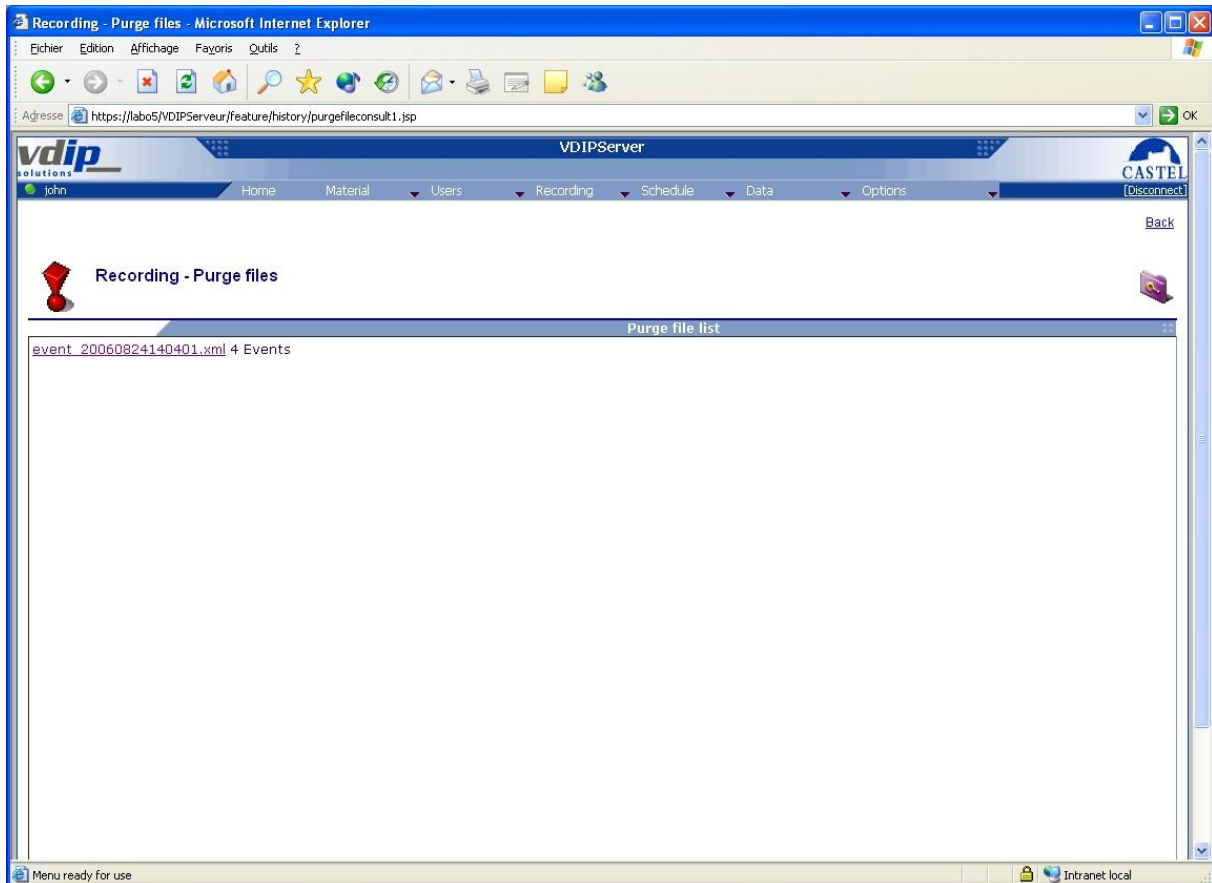 Recording - Purge files - Microsoft Internet Explorer
Fichier Edition Affichage Favoris Outils ?
Adresse https://labo5/VDIPServeur/feature/history/purgefileconsult1.jsp OK
vdip solutions VDIPServer CASTEL
john Home Material Users Recording Schedule Data Options [Disconnect]
Back
Recording - Purge files
Purge file list
event_20060824140401.xml 4 Events
Menu ready for use Intranet local